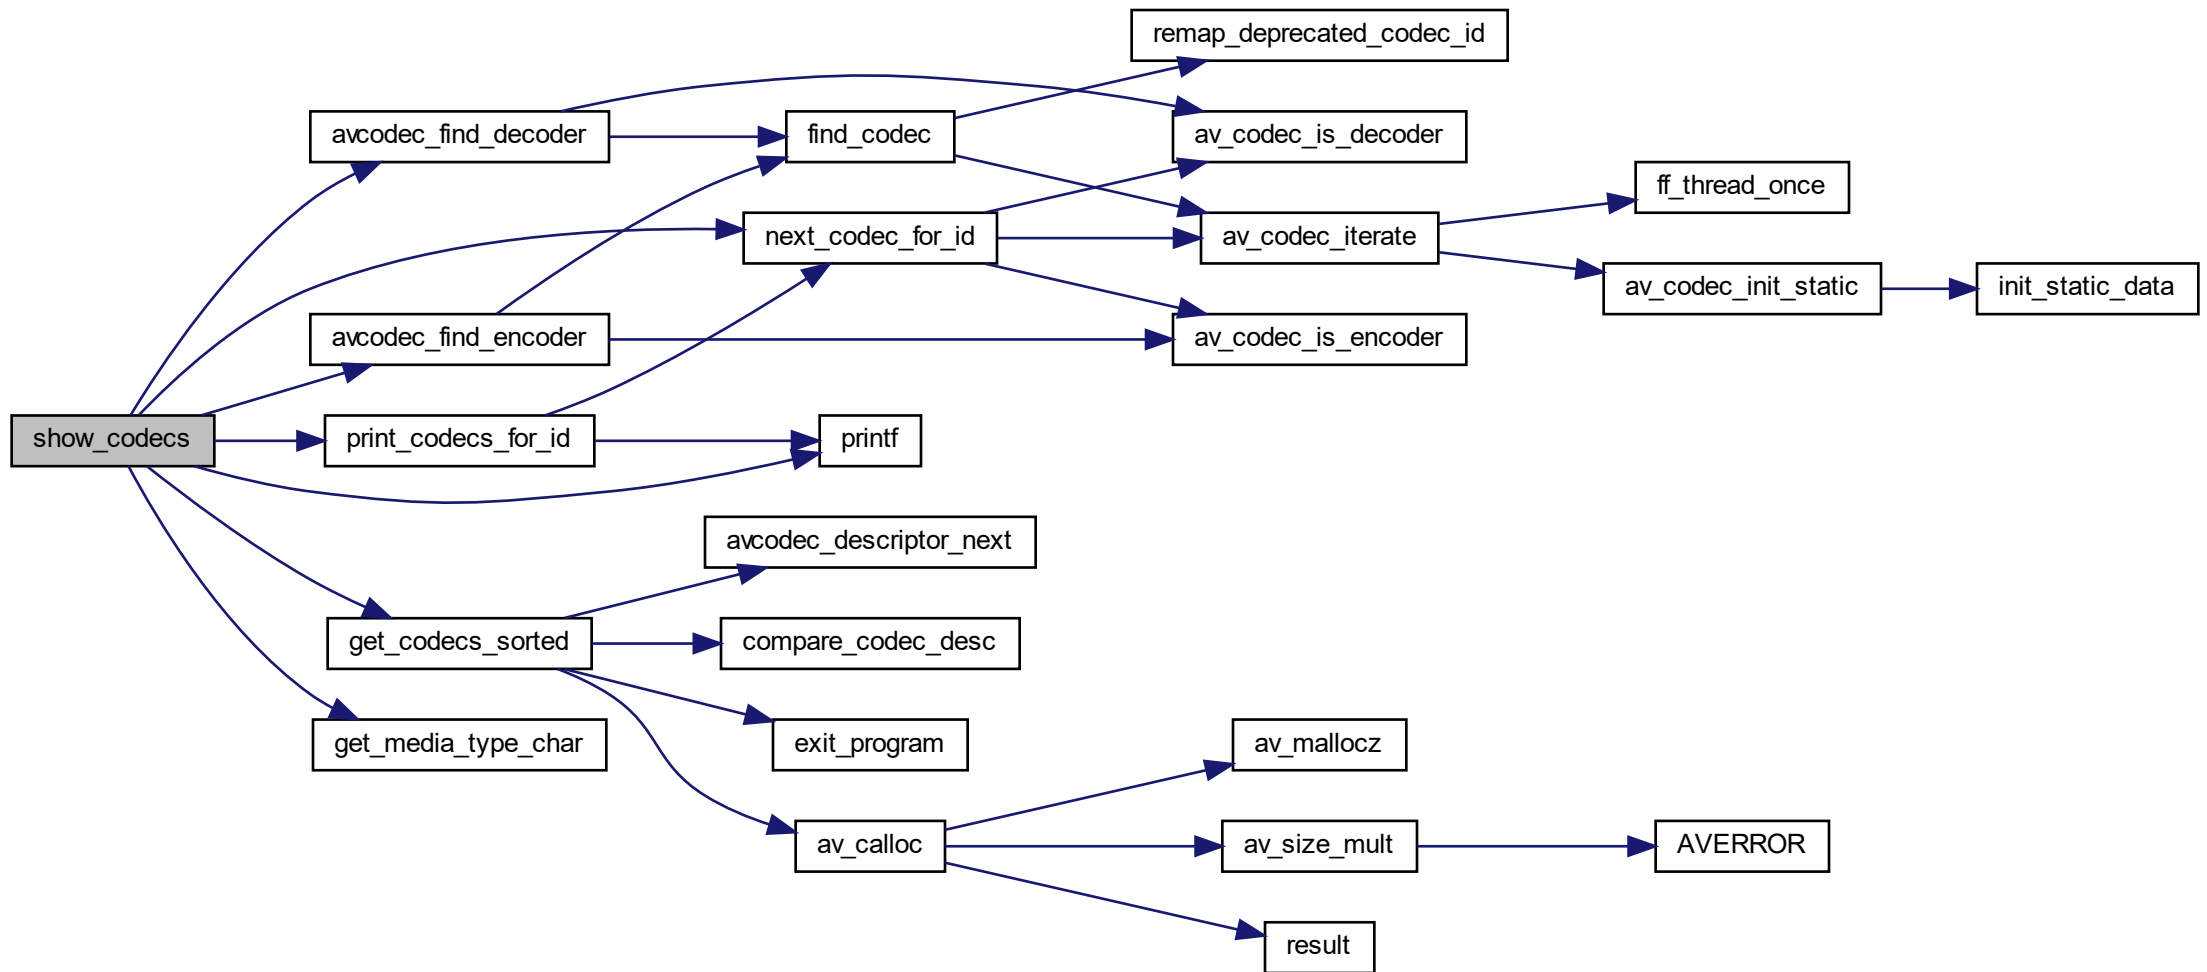 remap_deprecated_codec_id
avcodec_find_decoder
find_codec
av_codec_is_decoder
ff_thread_once
next_codec_for_id
av_codec_iterate
av_codec_init_static
init_static_data
avcodec_find_encoder
av_codec_is_encoder
show_codecs
print_codecs_for_id
printf
avcodec_descriptor_next
get_codecs_sorted
compare_codec_desc
get_media_type_char
exit_program
av_mallocz
av_calloc
av_size_mult
AVERROR
result